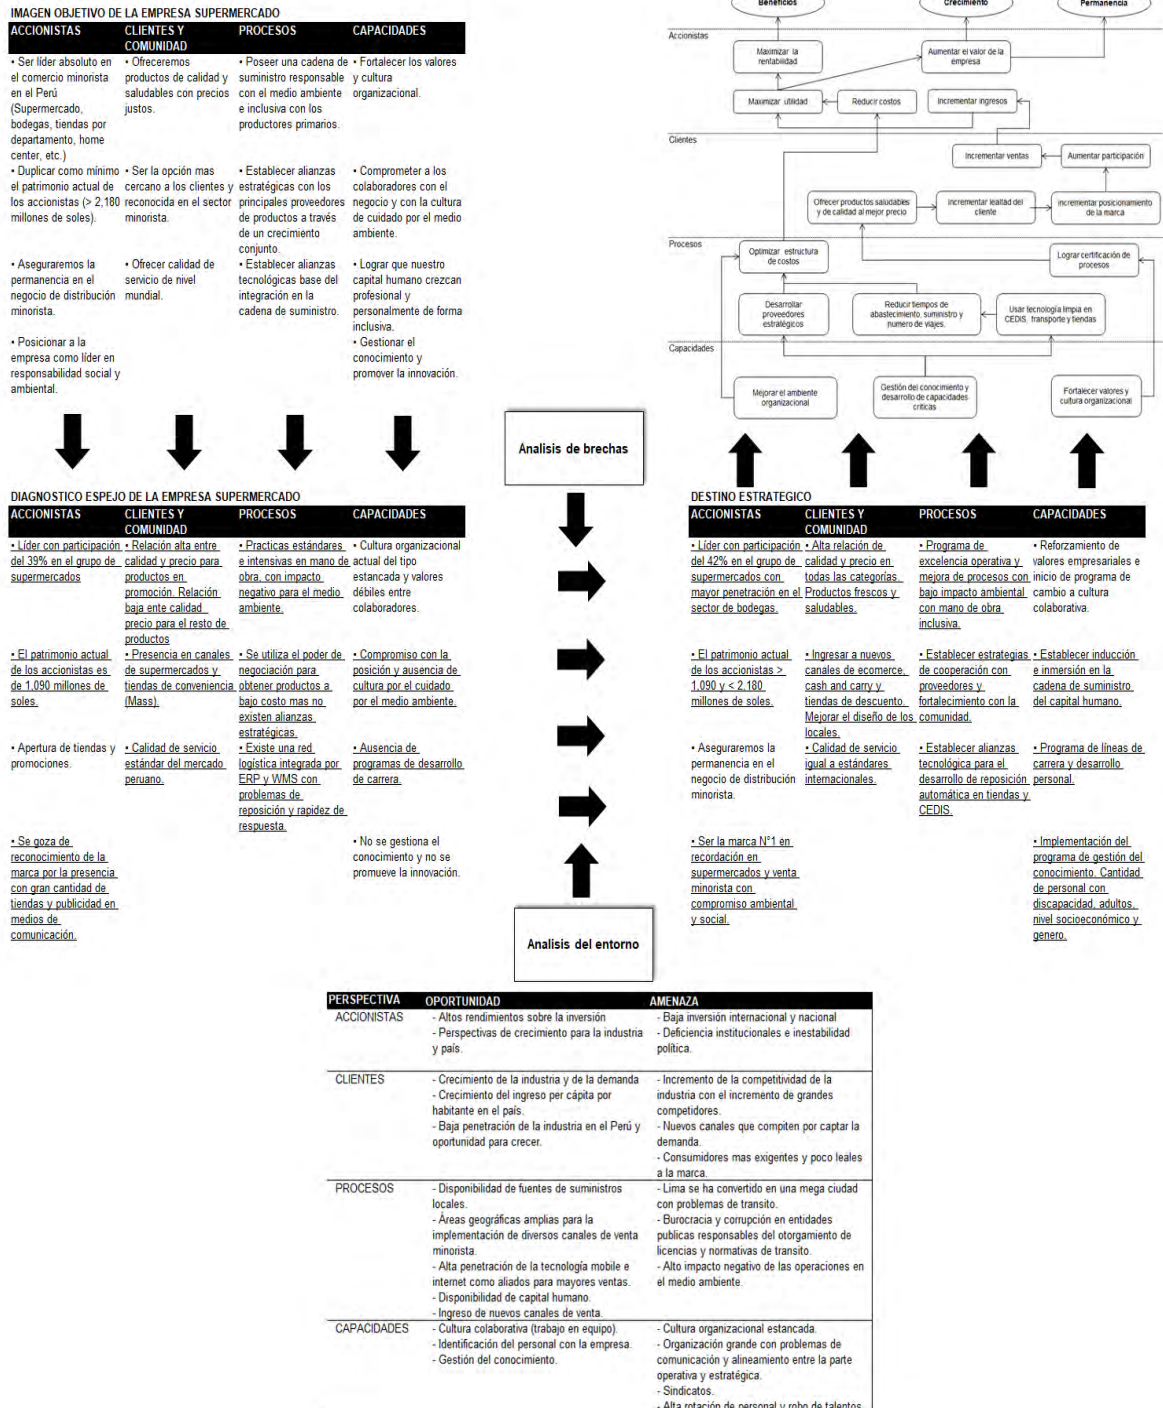 IMAGEN OBJETIVO DE LA EMPRESA SUPERMERCADO
ACCIONISTAS
• Ser líder absoluto en
el comercio minorista
en el Perú
(Supermercado,
bodegas, tiendas por
departamento, home
center, etc.)
• Duplicar como mínimo
el patrimonio actual de
los accionistas (> 2,180
millones de soles).
• Aseguraremos la
permanencia en el
negocio de distribución
minorista.
• Posicionar a la
empresa como líder en
responsabilidad social y
ambiental.
CLIENTES Y
COMUNIDAD
• Ofreceremos
productos de calidad y
saludables con precios
justos.
• Ser la opción mas
cercano a los clientes y
reconocida en el sector
minorista.
• Ofrecer calidad de
servicio de nivel
mundial.
PROCESOS
• Poseer una cadena de
suministro responsable
con el medio ambiente
e inclusiva con los
productores primarios.
• Establecer alianzas
estratégicas con los
principales proveedores
de productos a través
de un crecimiento
conjunto.
• Establecer alianzas
tecnológicas base del
integración en la
cadena de suministro.
CAPACIDADES
• Fortalecer los valores
y cultura
organizacional.
• Comprometer a los
colaboradores con el
negocio y con la cultura
de cuidado por el medio
ambiente.
• Lograr que nuestro
capital humano crezcan
profesional y
personalmente de forma
inclusiva.
• Gestionar el
conocimiento y
promover la innovación.
Beneficios
Crecimiento
Permanencia
Accionistas
Maximizar la
rentabilidad
Aumentar el valor de la
empresa
Maximizar utilidad
Reducir costos
Incrementar ingresos
Clientes
Incrementar ventas
Aumentar participación
Ofrecer productos saludables
y de calidad al mejor precio
Incrementar lealtad del
cliente
Incrementar posicionamiento
de la marca
Procesos
Optimizar estructura
de costos
Lograr certificación de
procesos
Desarrollar
proveedores
estratégicos
Reducir tiempos de
abastecimiento, suministro y
numero de viajes.
Usar tecnología limpia en
CEDIS, transporte y tiendas
Capacidades
Mejorar el ambiente
organizacional
Gestión del conocimiento y
desarrollo de capacidades
criticas
Fortalecer valores y
cultura organizacional
Analisis de brechas
DIAGNOSTICO ESPEJO DE LA EMPRESA SUPERMERCADO
ACCIONISTAS
• Líder con participación
del 39% en el grupo de
supermercados
• El patrimonio actual
de los accionistas es
de 1,090 millones de
soles.
• Apertura de tiendas y
promociones.
• Se goza de
reconocimiento de la
marca por la presencia
con gran cantidad de
tiendas y publicidad en
medios de
comunicación.
CLIENTES Y
COMUNIDAD
• Relación alta entre
calidad y precio para
productos en
promoción. Relación
baja ente calidad
precio para el resto de
productos
• Presencia en canales
de supermercados y
tiendas de conveniencia
(Mass).
• Calidad de servicio
estándar del mercado
peruano.
PROCESOS
• Practicas estándares
e intensivas en mano de
obra, con impacto
negativo para el medio
ambiente.
• Se utiliza el poder de
negociación para
obtener productos a
bajo costo mas no
existen alianzas
estratégicas.
• Existe una red
logística integrada por
ERP y WMS con
problemas de
reposición y rapidez de
respuesta.
CAPACIDADES
• Cultura organizacional
actual del tipo
estancada y valores
débiles entre
colaboradores.
• Compromiso con la
posición y ausencia de
cultura por el cuidado
por el medio ambiente.
• Ausencia de
programas de desarrollo
de carrera.
• No se gestiona el
conocimiento y no se
promueve la innovación.
DESTINO ESTRATEGICO
ACCIONISTAS
• Líder con participación
del 42% en el grupo de
supermercados con
mayor penetración en el
sector de bodegas.
• El patrimonio actual
de los accionistas >
1,090 y < 2,180
millones de soles.
• Aseguraremos la
permanencia en el
negocio de distribución
minorista.
• Ser la marca N°1 en
recordación en
supermercados y venta
minorista con
compromiso ambiental
y social.
CLIENTES Y
COMUNIDAD
• Alta relación de
calidad y precio en
todas las categorías.
Productos frescos y
saludables.
• Ingresar a nuevos
canales de ecomerce,
cash and carry y
tiendas de descuento.
Mejorar el diseño de los
locales.
• Calidad de servicio
igual a estándares
internacionales.
PROCESOS
• Programa de
excelencia operativa y
mejora de procesos con
bajo impacto ambiental
con mano de obra
inclusiva.
• Establecer estrategias
de cooperación con
proveedores y
fortalecimiento con la
comunidad.
• Establecer alianzas
tecnológica para el
desarrollo de reposición
automática en tiendas y
CEDIS.
CAPACIDADES
• Reforzamiento de
valores empresariales e
inicio de programa de
cambio a cultura
colaborativa.
• Establecer inducción
e inmersión en la
cadena de suministro
del capital humano.
• Programa de líneas de
carrera y desarrollo
personal.
• Implementación del
programa de gestión del
conocimiento. Cantidad
de personal con
discapacidad, adultos,
nivel socioeconómico y
genero.
Analisis del entorno
PERSPECTIVA OPORTUNIDAD AMENAZA
ACCIONISTAS
- Altos rendimientos sobre la inversión
- Perspectivas de crecimiento para la industria
y país.
- Baja inversión internacional y nacional
- Deficiencia institucionales e inestabilidad
política.
CLIENTES
- Crecimiento de la industria y de la demanda
- Crecimiento del ingreso per cápita por
habitante en el país.
- Baja penetración de la industria en el Perú y
oportunidad para crecer.
- Incremento de la competitividad de la
industria con el incremento de grandes
competidores.
- Nuevos canales que compiten por captar la
demanda.
- Consumidores mas exigentes y poco leales
a la marca.
PROCESOS
- Disponibilidad de fuentes de suministros
locales.
- Áreas geográficas amplias para la
implementación de diversos canales de venta
minorista.
- Alta penetración de la tecnología mobile e
internet como aliados para mayores ventas.
- Disponibilidad de capital humano.
- Ingreso de nuevos canales de venta.
- Lima se ha convertido en una mega ciudad
con problemas de transito.
- Burocracia y corrupción en entidades
publicas responsables del otorgamiento de
licencias y normativas de transito.
- Alto impacto negativo de las operaciones en
el medio ambiente.
CAPACIDADES
- Cultura colaborativa (trabajo en equipo).
- Identificación del personal con la empresa.
- Gestión del conocimiento.
- Cultura organizacional estancada.
- Organización grande con problemas de
comunicación y alineamiento entre la parte
operativa y estratégica.
- Sindicatos.
- Alta rotación de personal y robo de talentos